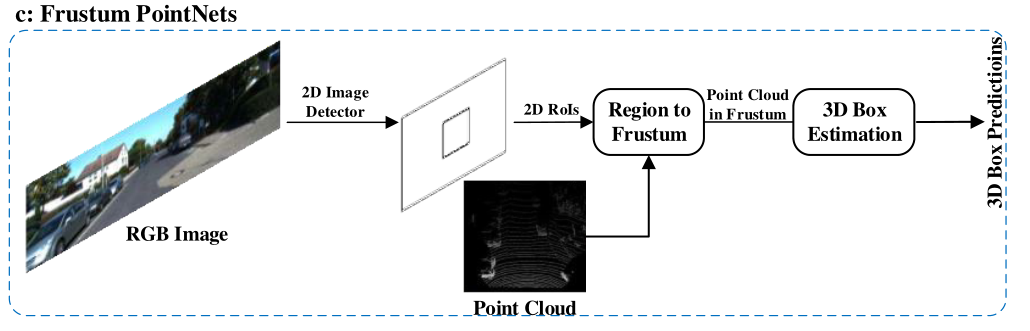 c: Frustum PointNets
2D Image
Detector
2D RoIs
Region to
Frustum
Point Cloud
in Frustum
3D Box
Estimation
3D Box Predictioins
RGB Image
Point Cloud